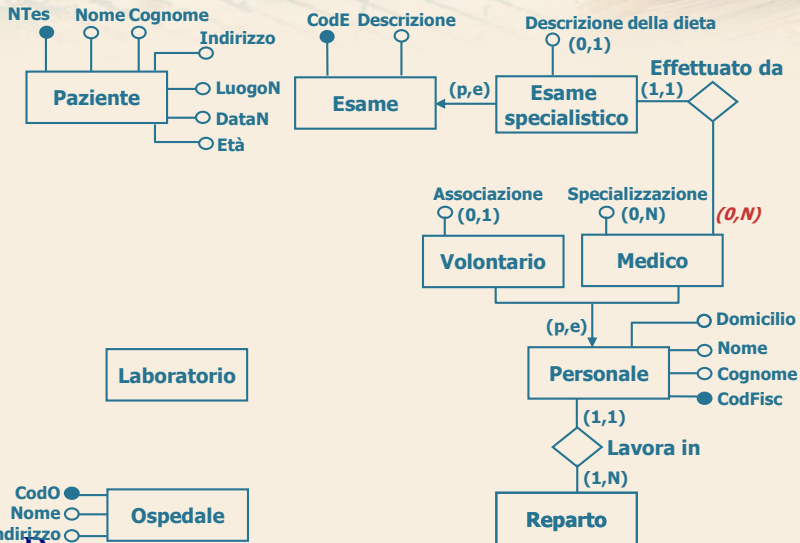 NTes Nome Cognome
Indirizzo
Paziente
LuogoN
DataN
Età
CodE Descrizione
Esame
(p,e)
Descrizione della dieta
(0,1)
Esame
specialistico
(1,1)
Effettuato da
(0,N)
Associazione
(0,1)
Volontario
Specializzazione
(0,N)
Medico
(p,e)
Domicilio
Nome
Cognome
CodFisc
Personale
(1,1)
Lavora in
(1,N)
Reparto
Laboratorio
CodO
Nome
ndirizzo
Ospedale